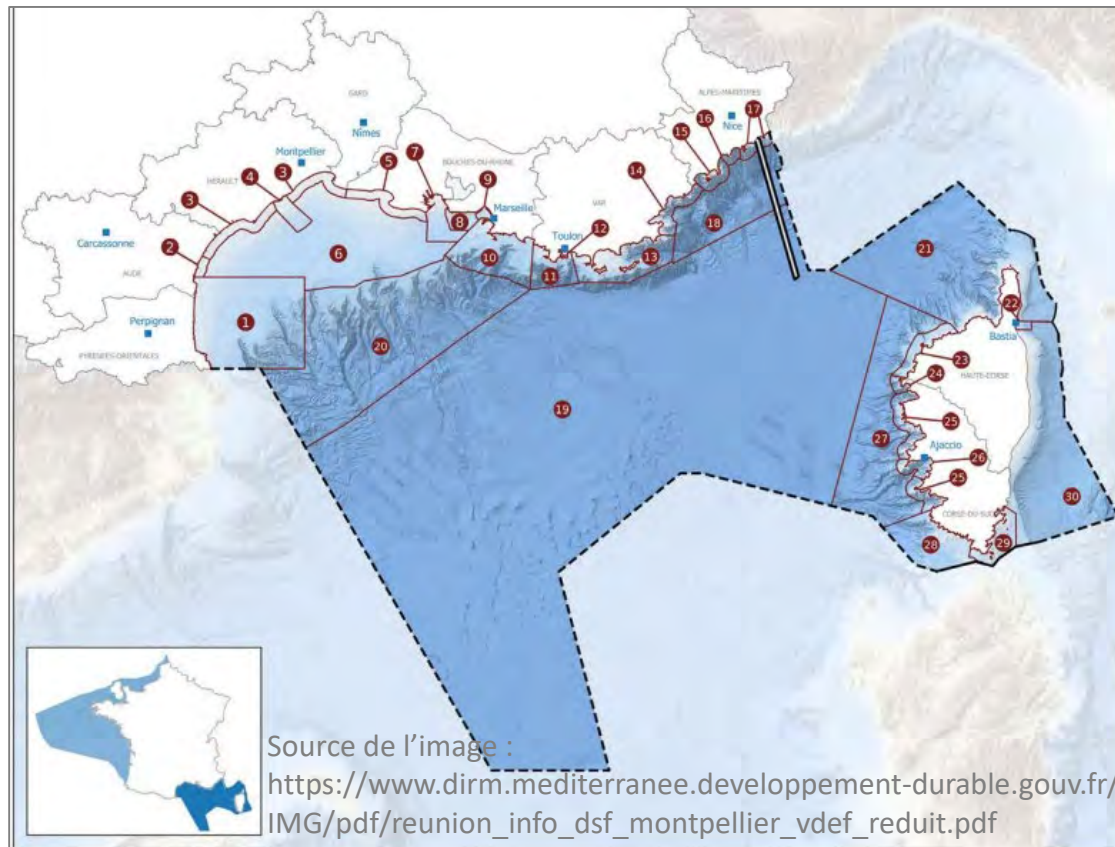 GARD
Nîmes
ALPES-MARITIMES
17
16
Nice
15
Montpellier
5
7
BOUCHES-DU-RHONE
HERAULT
4
3
9
14
3
8
Marseille
VAR
12
Toulon
18
Carcassonne
2
6
10
13
21
AUDE
11
1
20
22
Perpignan
Bastia
PYRENEES-ORIENTALES
23
24
HAUTE-CORSE
19
25
27
Ajaccio
26
25
30
CORSE-DU-SUD
28
29
Source de l’image :
https://www.dirm.mediterranee.developpement-durable.gouv.fr/
IMG/pdf/reunion_info_dsf_montpellier_vdef_reduit.pdf